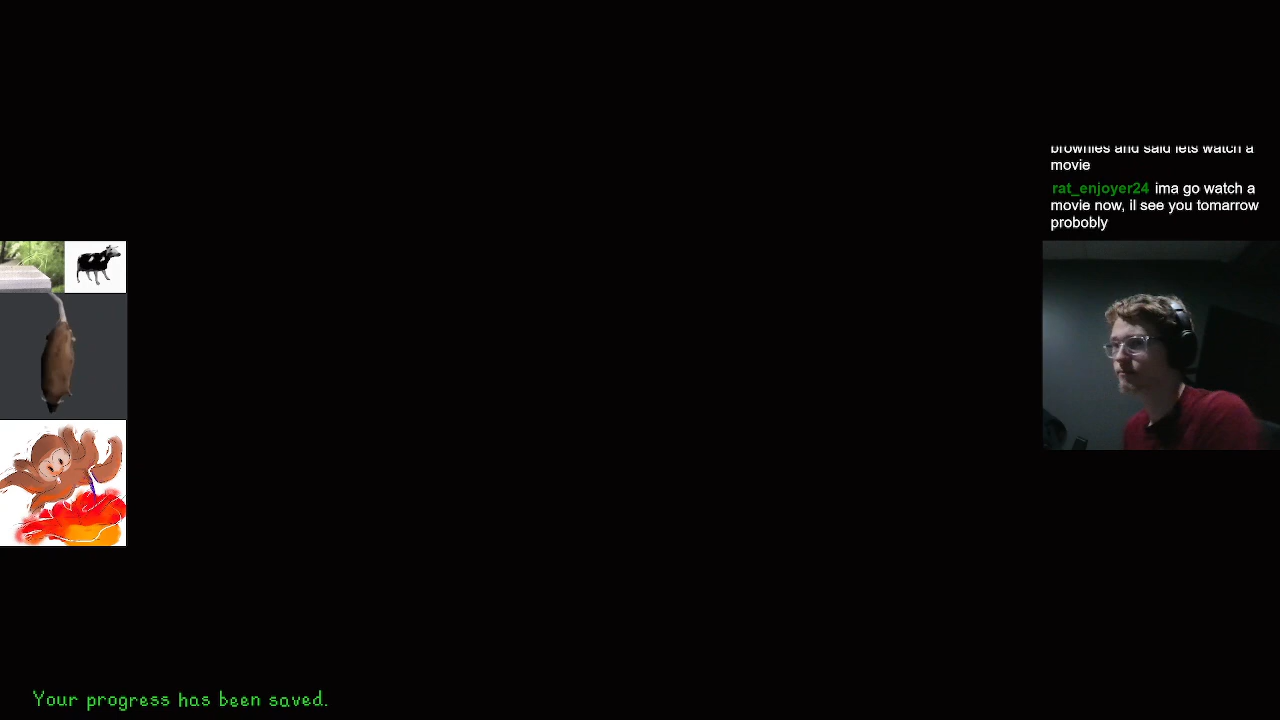 brownies and said lets watch a
movie
rat_enjoyer24 ima go watch a
movie now, il see you tomarrow
probobly
Your progress has been saved.